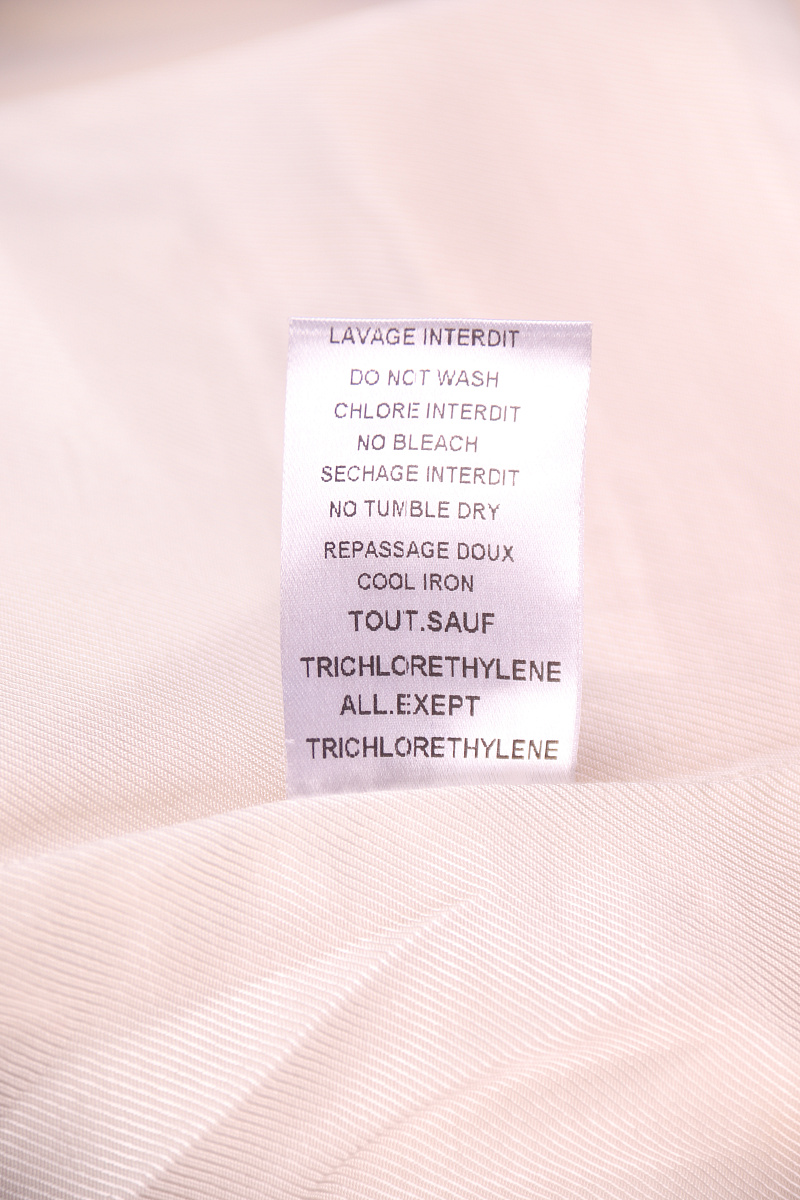 LAVAGE INTERDIT
DO NOT WASH
CHLORE INTERDIT
NO BLEACH
SECHAGE INTERDIT
NO TUMBLE DRY
REPASSAGE DOUX
COOL IRON
TOUT.SAUF
TRICHLORETHYLENE
ALL.EXEPT
TRICHLORETHYLENE